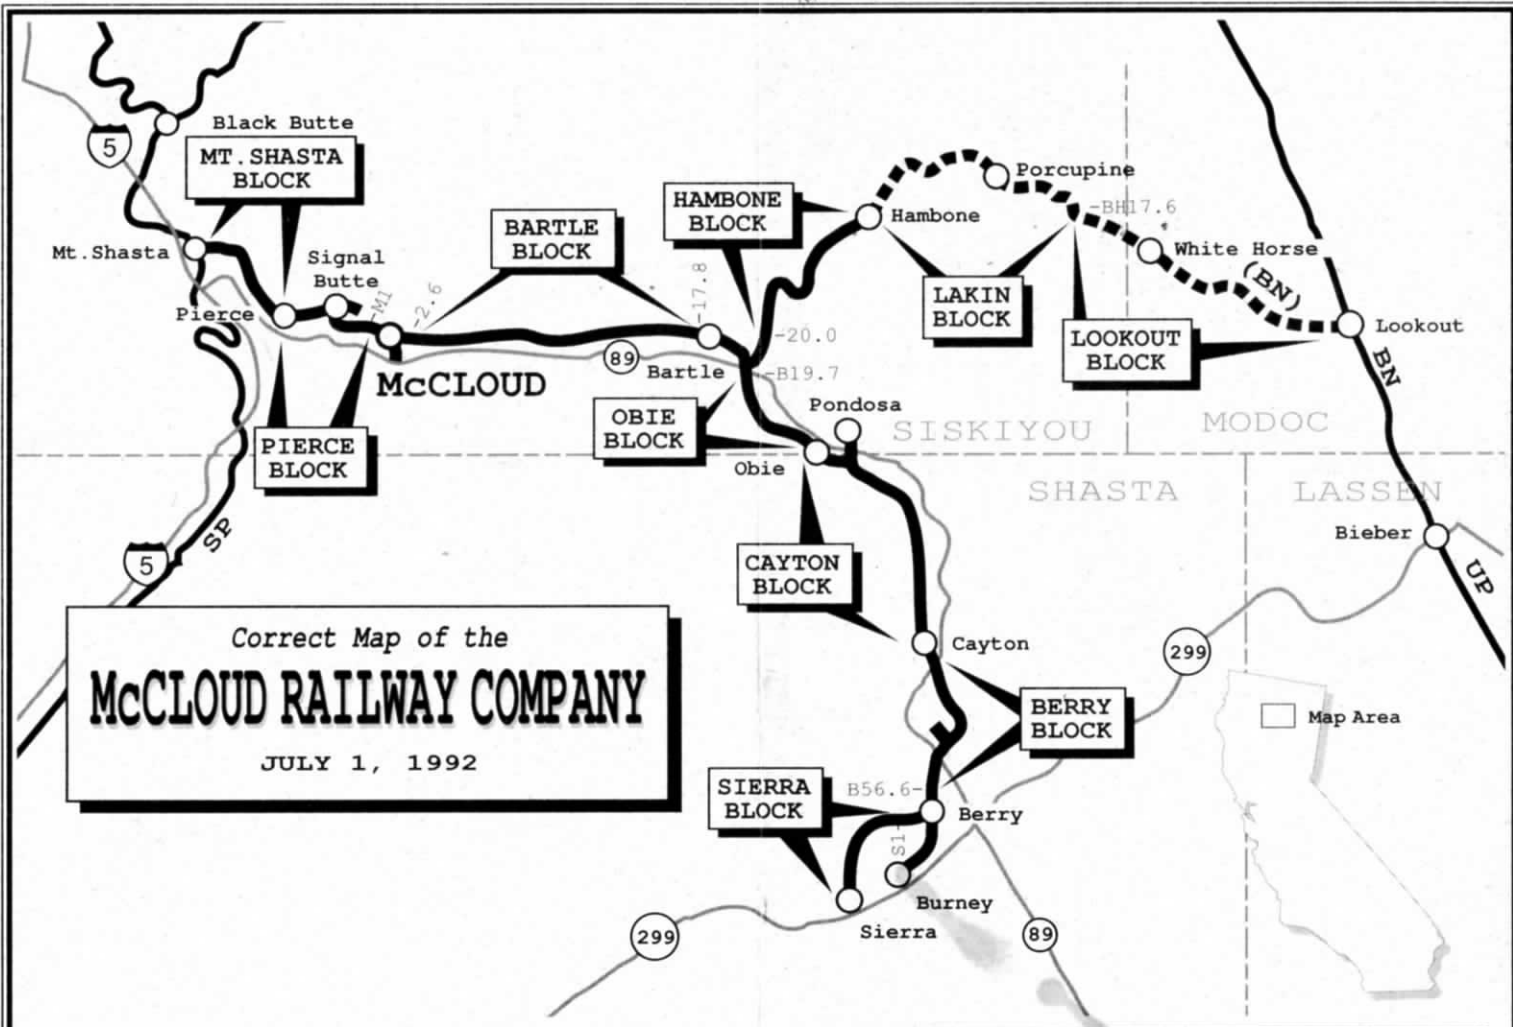 Black Butte
5
MT.SHASTA
BLOCK
Mt.Shasta
Signal
Butte
Pierce
-M1
-2.6
BARTLE
BLOCK
HAMBONE
BLOCK
-17.8
Hambone
Porcupine
-BH17.6
White Horse
(BN)
LAKIN
BLOCK
LOOKOUT
BLOCK
Lookout
BN
-20.0
89
Bartle
-B19.7
McCLOUD
PIERCE
BLOCK
OBIE
BLOCK
Pondosa
Obie
SISKIYOU
MODOC
SHASTA
LASSEN
SP
5
Bieber
UP
CAYTON
BLOCK
Cayton
299
Correct Map of the
McCLOUD RAILWAY COMPANY
JULY 1, 1992
BERRY
BLOCK
Map Area
SIERRA
BLOCK
B56.6-
Berry
S1-
Burney
Sierra
299
89